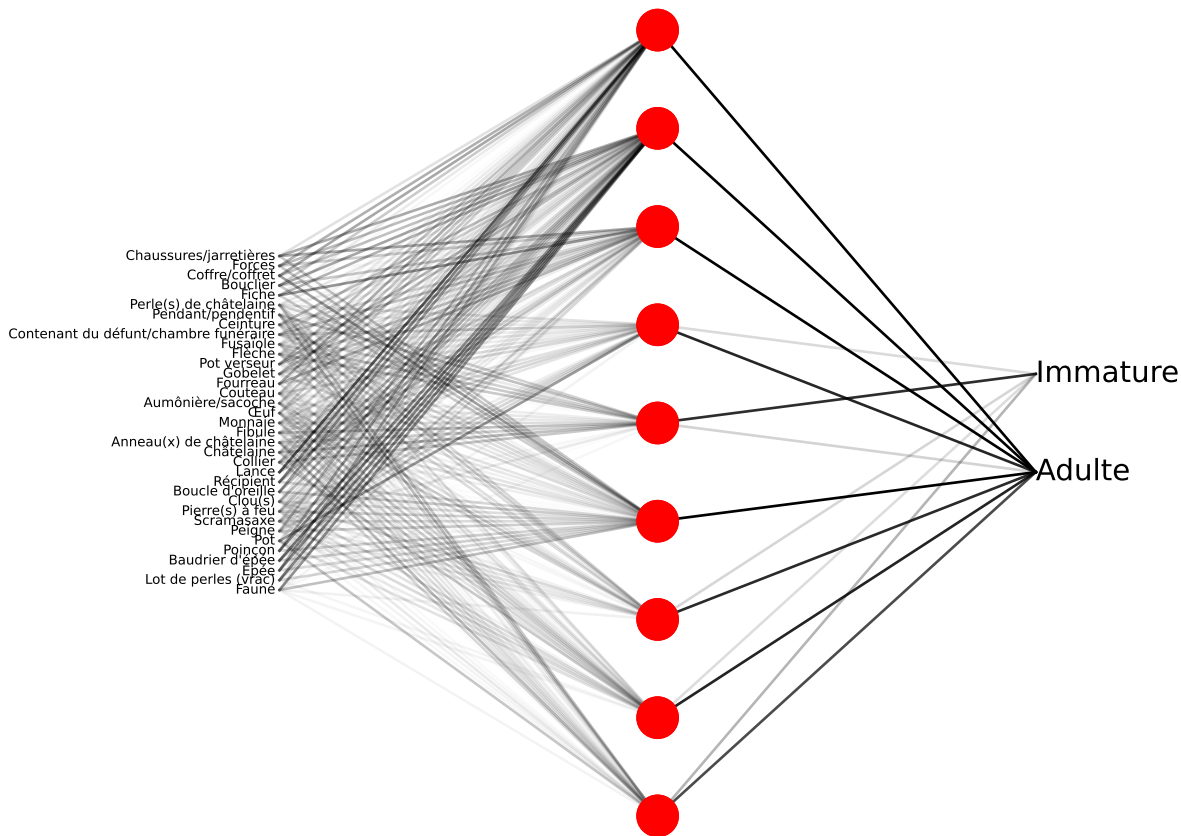 Chaussures/jarretières
Forces
Coffre/coffret
Bouclier
Fiche
Perle(s) de châtelaine
Pendant/pendentif
Ceinture
Contenant du défunt/chambre funéraire
Fusaïole
Flèche
Pot verseur
Gobelet
Fourreau
Couteau
Aumônière/sacoche
Œuf
Monnaie
Fibule
Anneau(x) de châtelaine
Châtelaine
Collier
Lance
Récipient
Boucle d'oreille
Clou(s)
Pierre(s) à feu
Scramasaxe
Peigne
Pot
Poinçon
Baudrier d'épée
Épée
Lot de perles (vrac)
Faune
Immature
Adulte